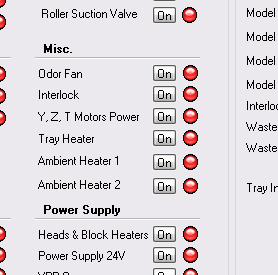 Roller Suction Valve
Model
Misc.
Model
Model
Odor Fan On
Model
Interlock On
Interlo
Y, Z, T Motors Power On
Waste
Tray Heater On
Waste
Ambient Heater 1 On
Ambient Heater 2 On
Tray In
Power Supply
Heads & Block Heaters On
Power Supply 24V On